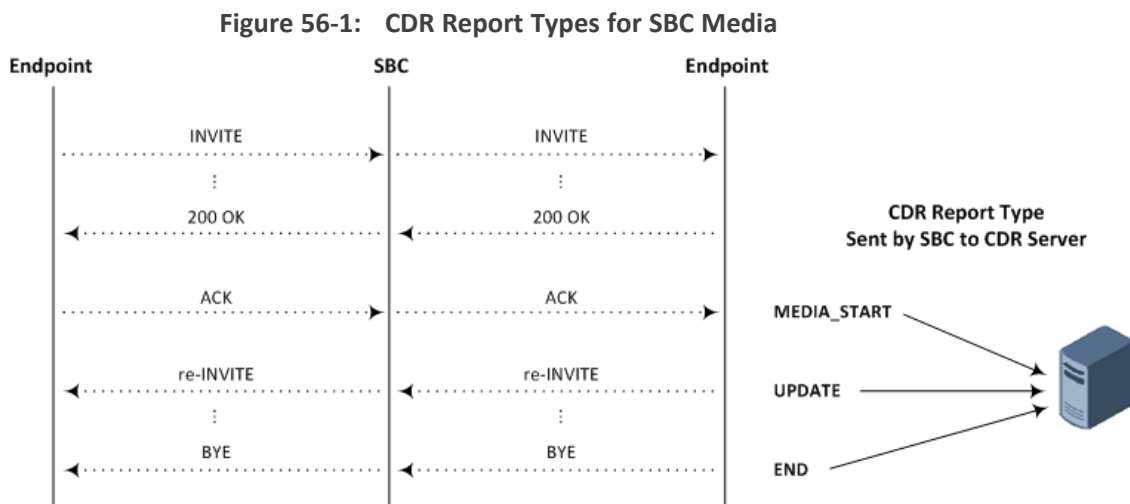 Figure 56-1: CDR Report Types for SBC Media
Endpoint SBC Endpoint
INVITE INVITE
200 OK 200 OK
CDR Report Type
Sent by SBC to CDR Server
ACK ACK
MEDIA_START
re-INVITE re-INVITE
UPDATE
BYE BYE
END